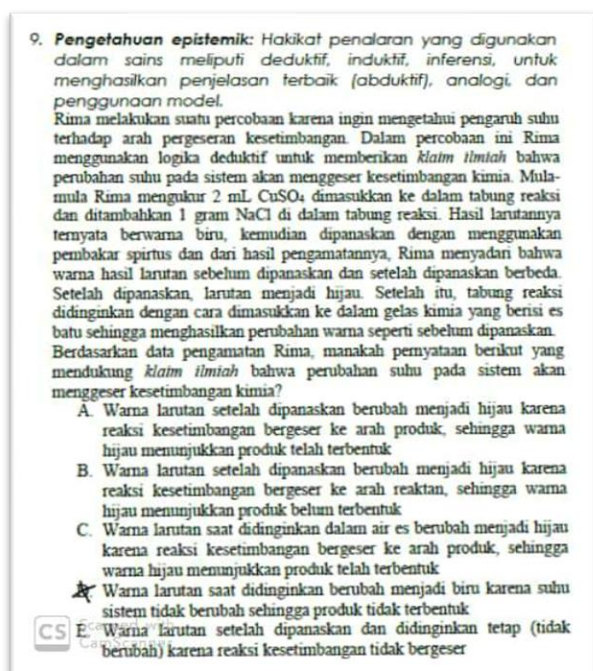 9. Pengetahuan epistemik: Hakikat penalaran yang digunakan
dalam sains meliputi deduktif, induktif, inferensi, untuk
menghasilkan penjelasan terbaik (abduktif), analogi, dan
penggunaan model.
Rima melakukan suatu percobaan karena ingin mengetahui pengaruh suhu
terhadap arah pergeseran kesetimbangan. Dalam percobaan ini Rima
menggunakan logika deduktif untuk memberikan klaim ilmiah bahwa
perubahan suhu pada sistem akan menggeser kesetimbangan kimia. Mula-
mula Rima mengukur 2 mL CuSO₄ dimasukkan ke dalam tabung reaksi
dan ditambahkan 1 gram NaCl di dalam tabung reaksi. Hasil larutannya
ternyata berwarna biru, kemudian dipanaskan dengan menggunakan
pembakar spirtus dan dari hasil pengamatannya, Rima menyadari bahwa
warna hasil larutan sebelum dipanaskan dan setelah dipanaskan berbeda.
Setelah dipanaskan, larutan menjadi hijau. Setelah itu, tabung reaksi
didinginkan dengan cara dimasukkan ke dalam gelas kimia yang berisi es
batu sehingga menghasilkan perubahan warna seperti sebelum dipanaskan.
Berdasarkan data pengamatan Rima, manakah pernyataan berikut yang
mendukung klaim ilmiah bahwa perubahan suhu pada sistem akan
menggeser kesetimbangan kimia?
A. Warna larutan setelah dipanaskan berubah menjadi hijau karena
reaksi kesetimbangan bergeser ke arah produk, sehingga warna
hijau menunjukkan produk telah terbentuk
B. Warna larutan setelah dipanaskan berubah menjadi hijau karena
reaksi kesetimbangan bergeser ke arah reaktan, sehingga warna
hijau menunjukkan produk belum terbentuk
C. Warna larutan saat didinginkan dalam air es berubah menjadi hijau
karena reaksi kesetimbangan bergeser ke arah produk, sehingga
warna hijau menunjukkan produk telah terbentuk
Warna larutan saat didinginkan berubah menjadi biru karena suhu
sistem tidak berubah sehingga produk tidak terbentuk
E. Warna larutan setelah dipanaskan dan didinginkan tetap (tidak
berubah) karena reaksi kesetimbangan tidak bergeser
CS Scanned with
CamScanner